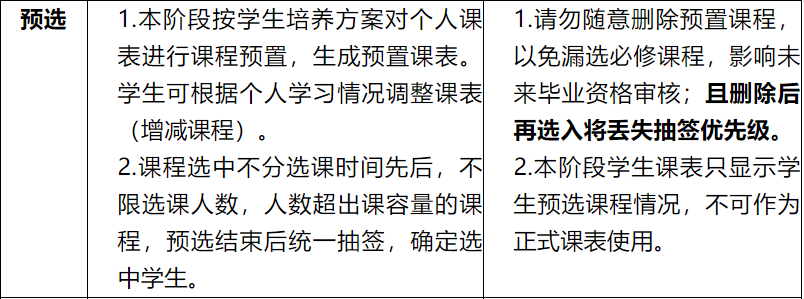 预选
1.本阶段按学生培养方案对个人课
表进行课程预置，生成预置课表。
学生可根据个人学习情况调整课表
（增减课程）。
2.课程选中不分选课时间先后，不
限选课人数，人数超出课容量的课
程，预选结束后统一抽签，确定选
中学生。
1.请勿随意删除预置课程，
以免漏选必修课程，影响未
来毕业资格审核；且删除后
再选入将丢失抽签优先级。
2.本阶段学生课表只显示学
生预选课程情况，不可作为
正式课表使用。